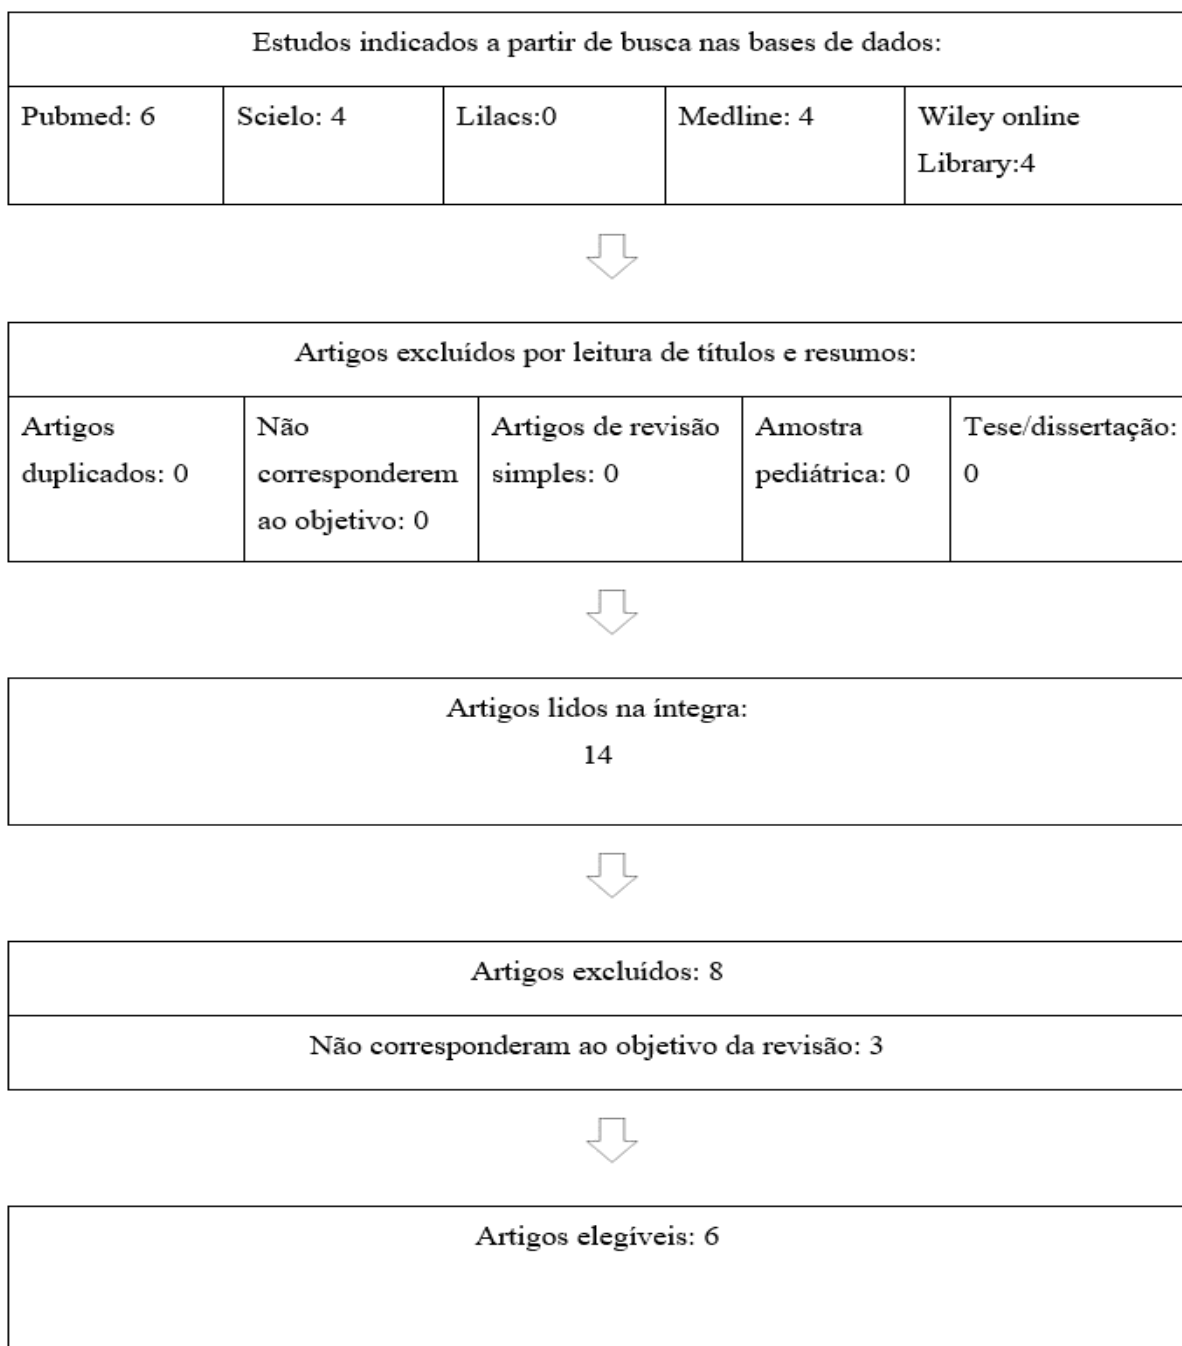 Estudos indicados a partir de busca nas bases de dados:
Pubmed: 6
Scielo: 4
Lilacs:0
Medline: 4
Wiley online
Library:4
Artigos excluídos por leitura de títulos e resumos:
Artigos
duplicados: 0
Não
corresponderem
ao objetivo: 0
Artigos de revisão
simples: 0
Amostra
pediátrica: 0
Tese/dissertação:
0
Artigos lidos na íntegra:
14
Artigos excluídos: 8
Não corresponderam ao objetivo da revisão: 3
Artigos elegíveis: 6